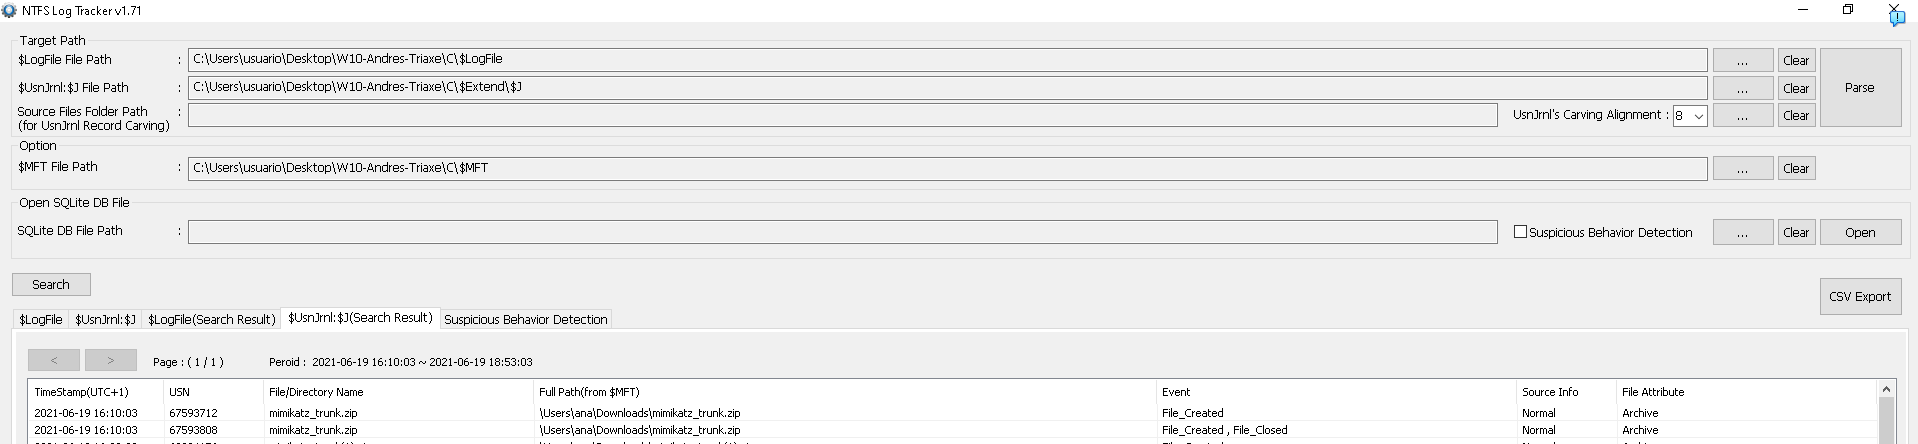 NTFS Log Tracker v1.71
Target Path
$LogFile File Path : C:\Users\usuario\Desktop\W10-Andres-Triaxe\C\$LogFile ... Clear
$UsnJrnl:$J File Path : C:\Users\usuario\Desktop\W10-Andres-Triaxe\C\$Extend\$J ... Clear Parse
Source Files Folder Path : UsnJrnl's Carving Alignment : 8 ... Clear
(for UsnJrnl Record Carving)
Option
$MFT File Path : C:\Users\usuario\Desktop\W10-Andres-Triaxe\C\$MFT ... Clear
Open SQLite DB File
SQLite DB File Path : Suspicious Behavior Detection ... Clear Open
Search
CSV Export
$LogFile $UsnJrnl:$J $LogFile(Search Result) $UsnJrnl:$J(Search Result) Suspicious Behavior Detection
< > Page : ( 1 / 1 ) Peroid : 2021-06-19 16:10:03 ~ 2021-06-19 18:53:03
TimeStamp(UTC+1) USN File/Directory Name Full Path(from $MFT) Event Source Info File Attribute
2021-06-19 16:10:03 67593712 mimikatz_trunk.zip \Users\ana\Downloads\mimikatz_trunk.zip File_Created Normal Archive
2021-06-19 16:10:03 67593808 mimikatz_trunk.zip \Users\ana\Downloads\mimikatz_trunk.zip File_Created , File_Closed Normal Archive